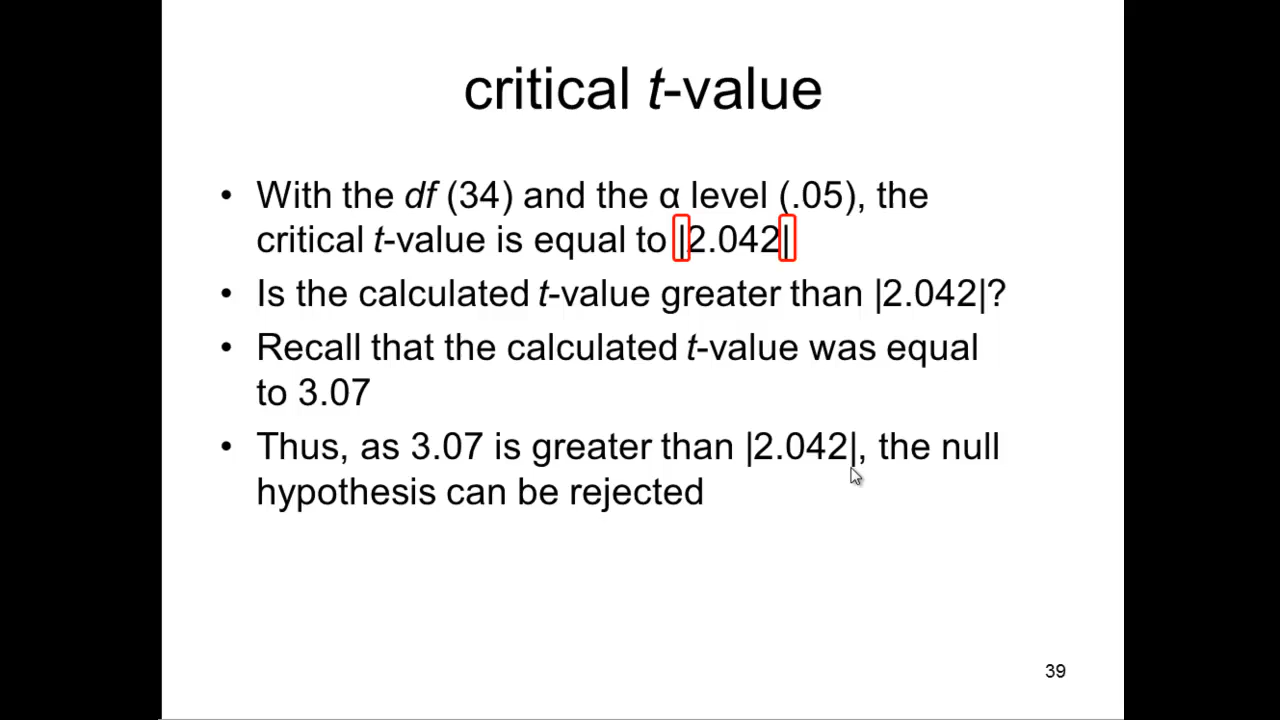 critical t-value
• With the df (34) and the α level (.05), the
critical t-value is equal to |2.042|
• Is the calculated t-value greater than |2.042|?
• Recall that the calculated t-value was equal
to 3.07
• Thus, as 3.07 is greater than |2.042|, the null
hypothesis can be rejected
39